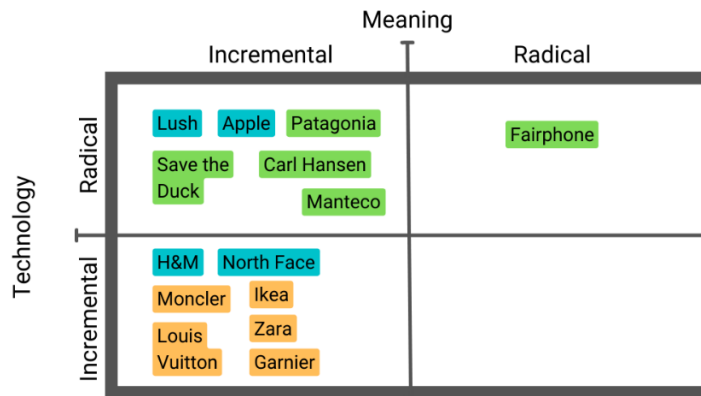 Meaning
Incremental
Radical
Technology
Radical
Lush
Apple
Patagonia
Save the
Duck
Carl Hansen
Manteco
Fairphone
Incremental
H&M
North Face
Moncler
Ikea
Louis
Vuitton
Zara
Garnier